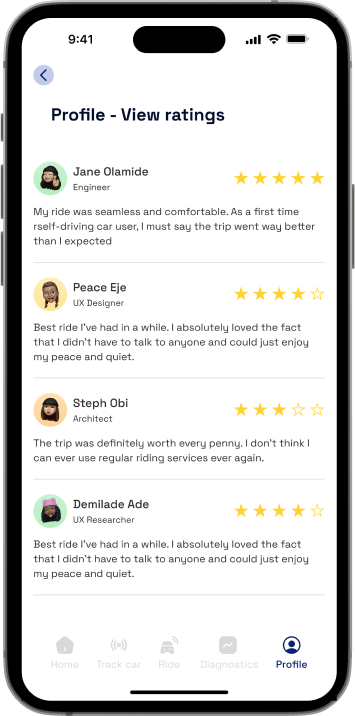 9:41
Profile - View ratings
Jane Olamide
Engineer
My ride was seamless and comfortable. As a first time
rself-driving car user, I must say the trip went way better
than I expected
Peace Eje
UX Designer
Best ride I've had in a while. I absolutely loved the fact
that I didn't have to talk to anyone and could just enjoy
my peace and quiet.
Steph Obi
Architect
The trip was definitely worth every penny. I don't think I
can ever use regular riding services ever again.
Demilade Ade
UX Researcher
Best ride I've had in a while. I absolutely loved the fact
that I didn't have to talk to anyone and could just enjoy
my peace and quiet.
Home Track car Ride Diagnostics Profile